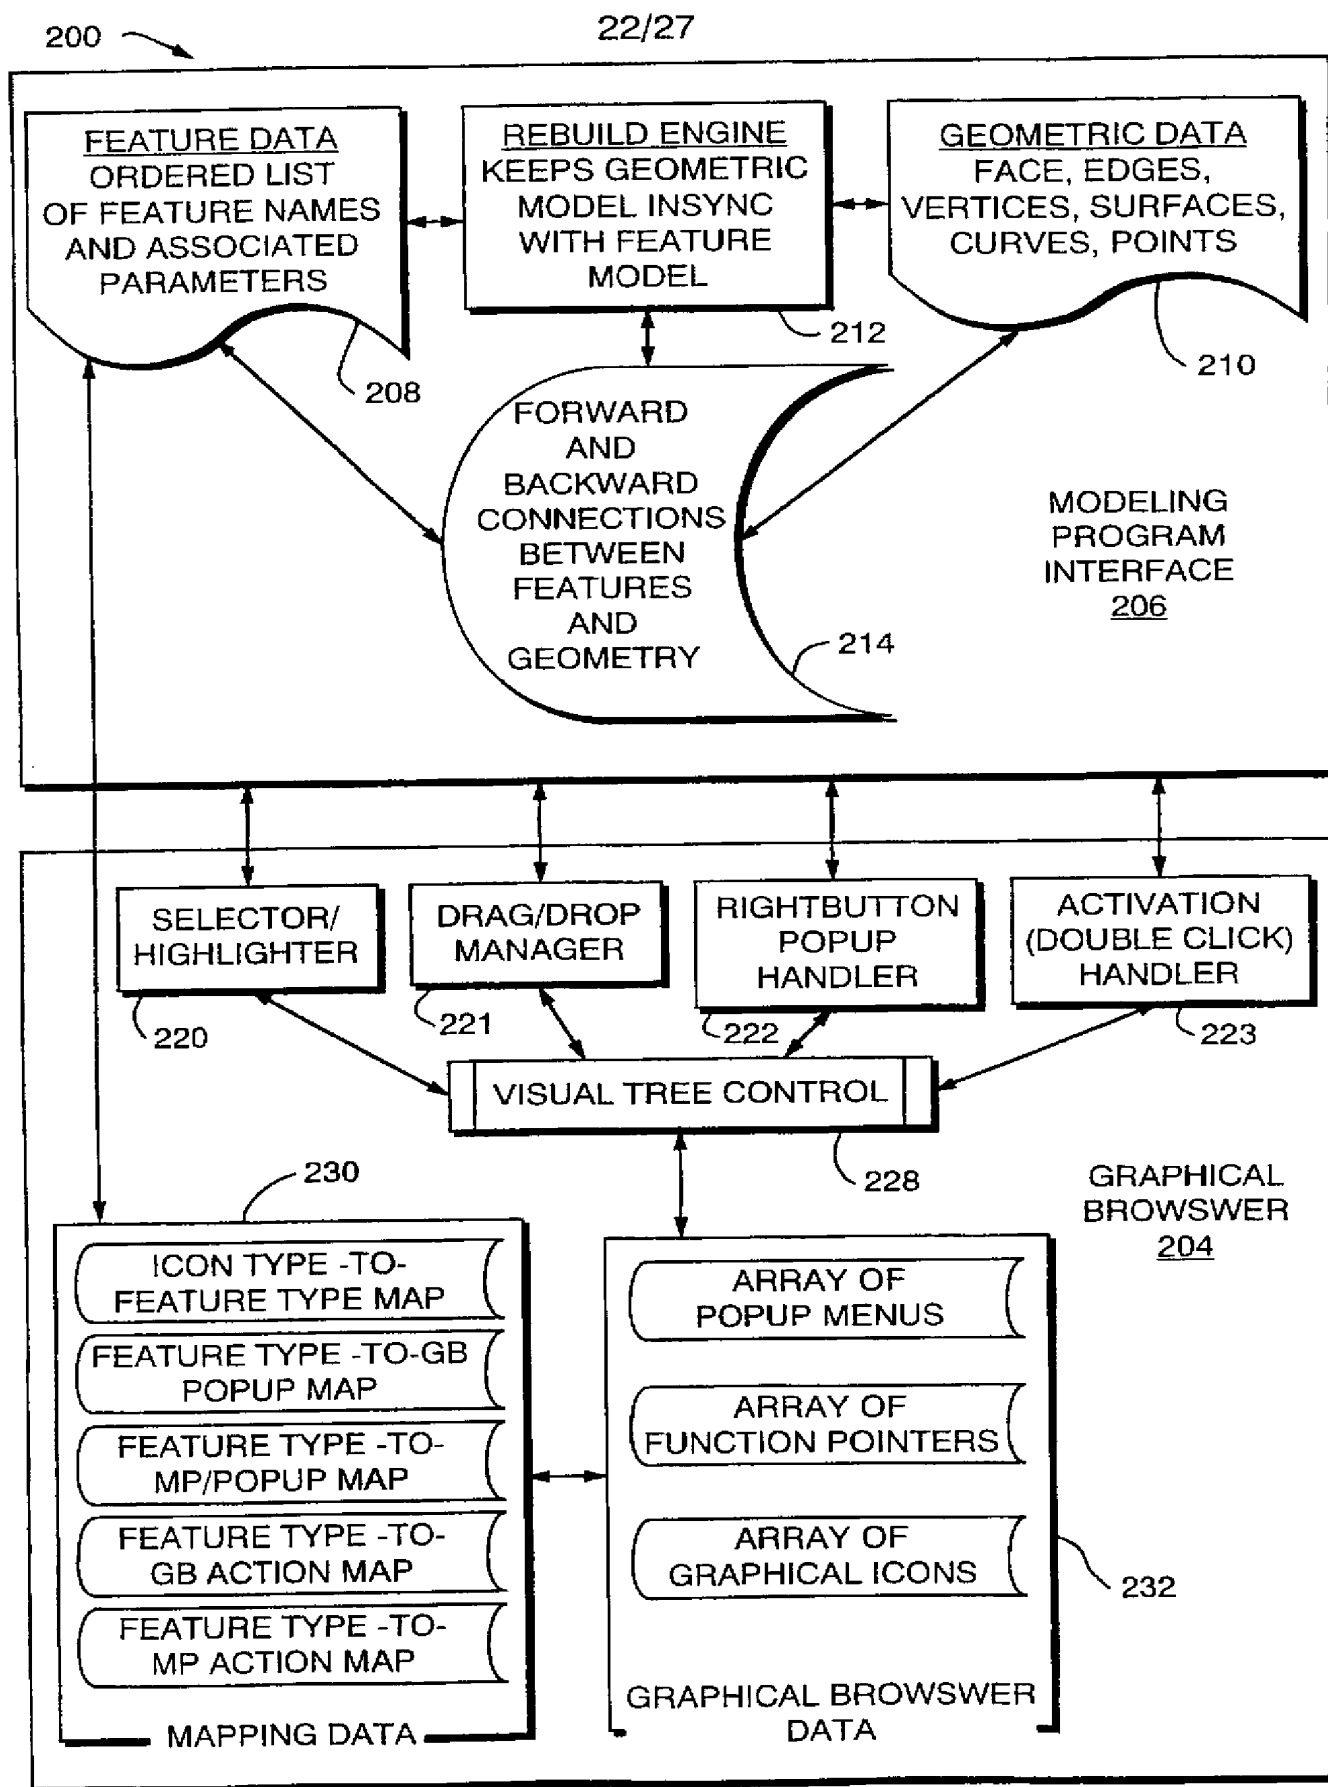 22/27
200
FEATURE DATA
ORDERED LIST
OF FEATURE NAMES
AND ASSOCIATED
PARAMETERS
208
REBUILD ENGINE
KEEPS GEOMETRIC
MODEL INSYNC
WITH FEATURE
MODEL
212
GEOMETRIC DATA
FACE, EDGES,
VERTICES, SURFACES,
CURVES, POINTS
210
FORWARD
AND
BACKWARD
CONNECTIONS
BETWEEN
FEATURES
AND
GEOMETRY
214
MODELING
PROGRAM
INTERFACE
206
SELECTOR/
HIGHLIGHTER
220
DRAG/DROP
MANAGER
221
RIGHTBUTTON
POPUP
HANDLER
222
ACTIVATION
(DOUBLE CLICK)
HANDLER
223
VISUAL TREE CONTROL
228
GRAPHICAL
BROWSWER
204
230
ICON TYPE -TO-
FEATURE TYPE MAP
FEATURE TYPE -TO-GB
POPUP MAP
FEATURE TYPE -TO-
MP/POPUP MAP
FEATURE TYPE -TO-
GB ACTION MAP
FEATURE TYPE -TO-
MP ACTION MAP
MAPPING DATA
ARRAY OF
POPUP MENUS
ARRAY OF
FUNCTION POINTERS
ARRAY OF
GRAPHICAL ICONS
232
GRAPHICAL BROWSWER
DATA